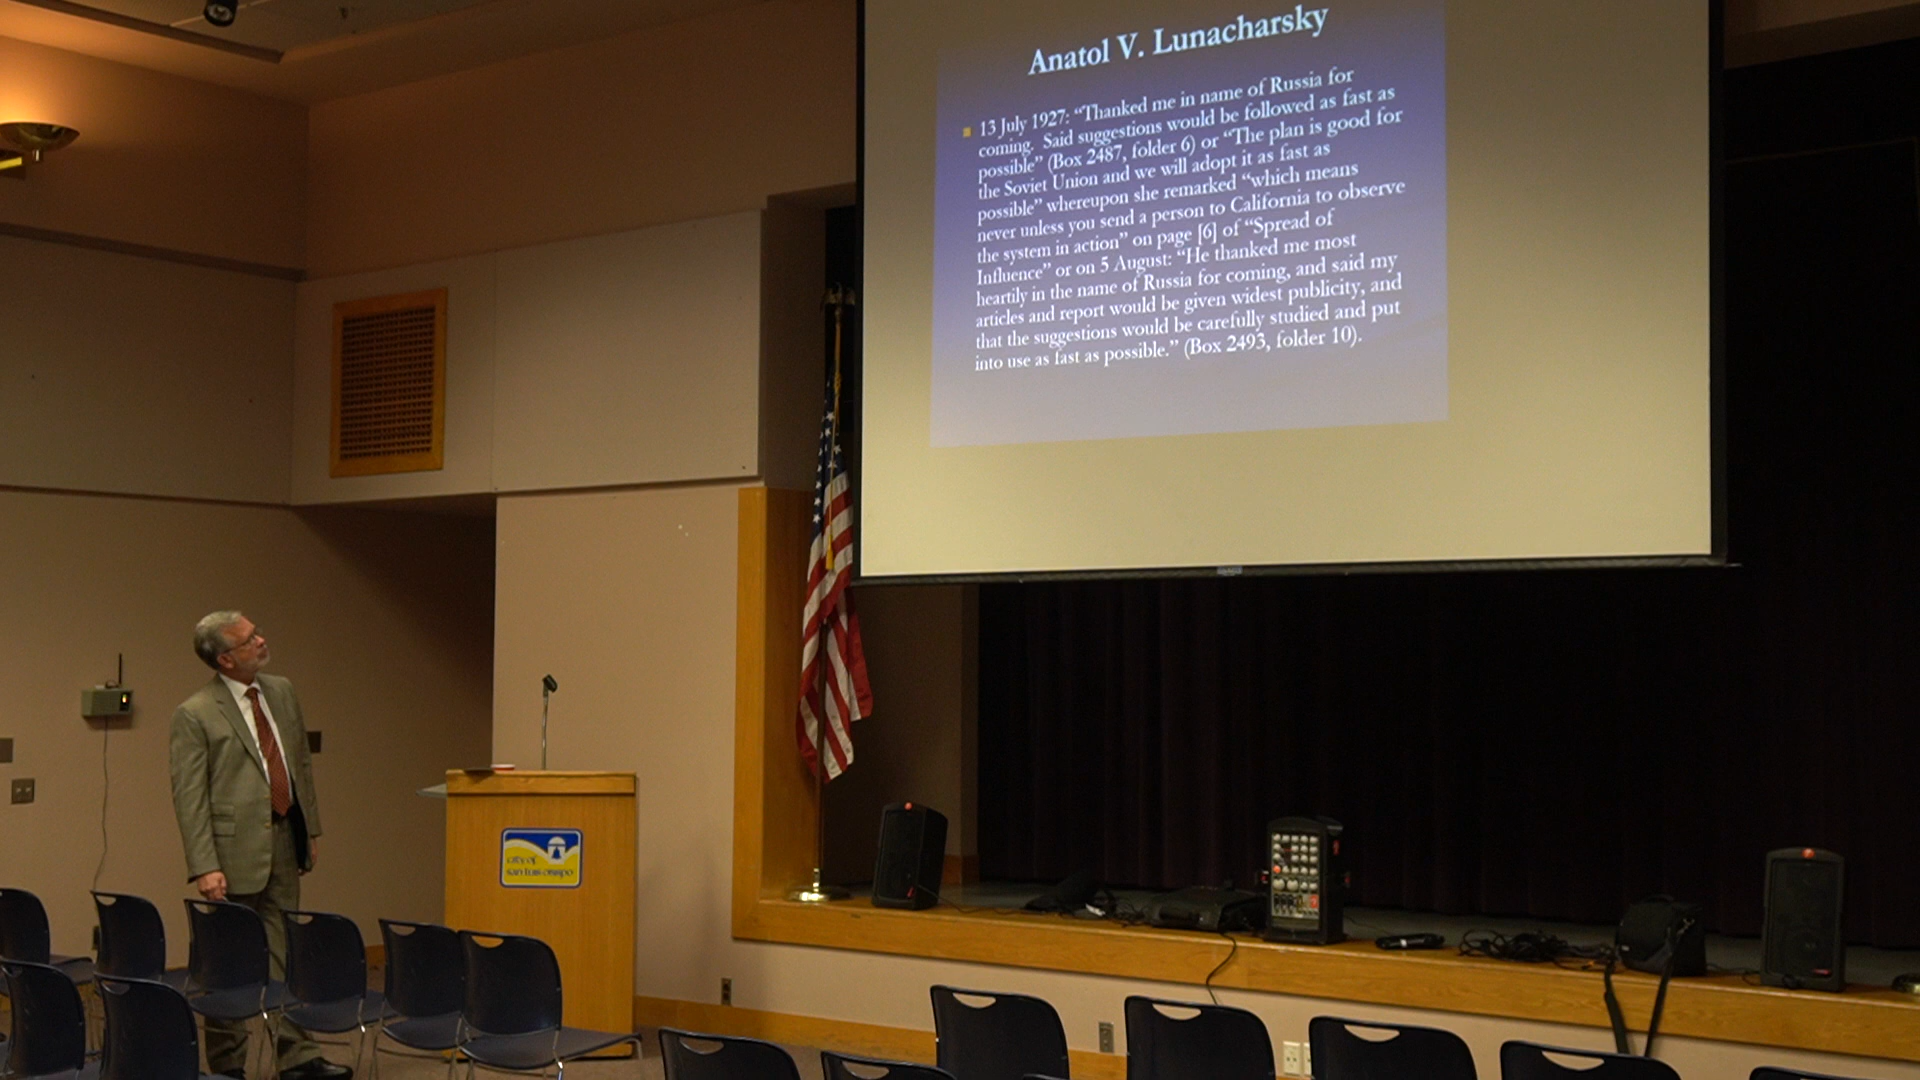 Anatol V. Lunacharsky
13 July 1927: “Thanked me in name of Russia for
coming. Said suggestions would be followed as fast as
possible” (Box 2487, folder 6) or “The plan is good for
the Soviet Union and we will adopt it as fast as
possible” whereupon she remarked “which means
never unless you send a person to California to observe
the system in action” on page [6] of “Spread of
Influence” or on 5 August: “He thanked me most
heartily in the name of Russia for coming, and said my
articles and report would be given widest publicity, and
that the suggestions would be carefully studied and put
into use as fast as possible.” (Box 2493, folder 10).
city of
san luis obispo